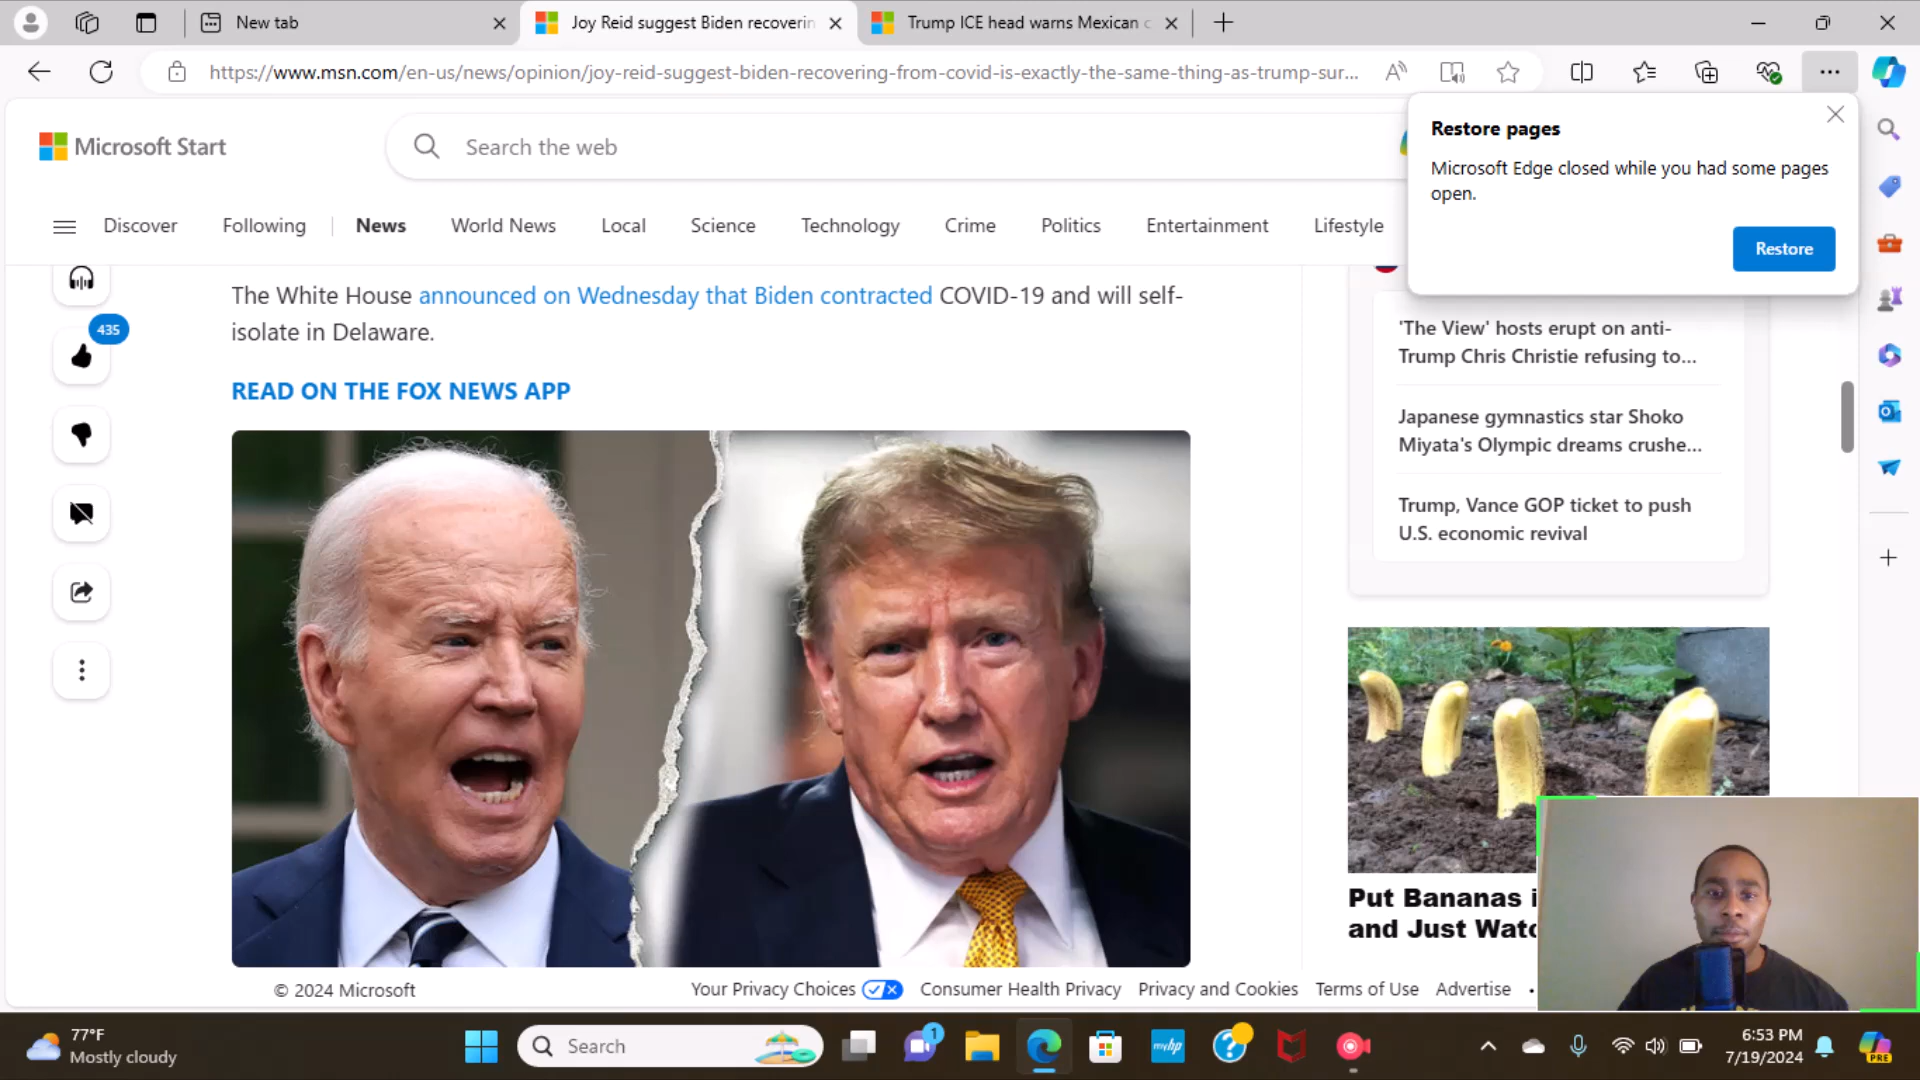 New tab
Joy Reid suggest Biden recoverin
Trump ICE head warns Mexican c
https://www.msn.com/en-us/news/opinion/joy-reid-suggest-biden-recovering-from-covid-is-exactly-the-same-thing-as-trump-sur...
Restore pages
Microsoft Edge closed while you had some pages
open.
Restore
Microsoft Start
Search the web
Discover
Following
News
World News
Local
Science
Technology
Crime
Politics
Entertainment
Lifestyle
The White House announced on Wednesday that Biden contracted COVID-19 and will self-
isolate in Delaware.
435
READ ON THE FOX NEWS APP
'The View' hosts erupt on anti-
Trump Chris Christie refusing to...
Japanese gymnastics star Shoko
Miyata's Olympic dreams crushe...
Trump, Vance GOP ticket to push
U.S. economic revival
Put Bananas i
and Just Watc
© 2024 Microsoft
Your Privacy Choices
Consumer Health Privacy
Privacy and Cookies
Terms of Use
Advertise
77°F
Mostly cloudy
Search
1
myhp
6:53 PM
7/19/2024
PRE